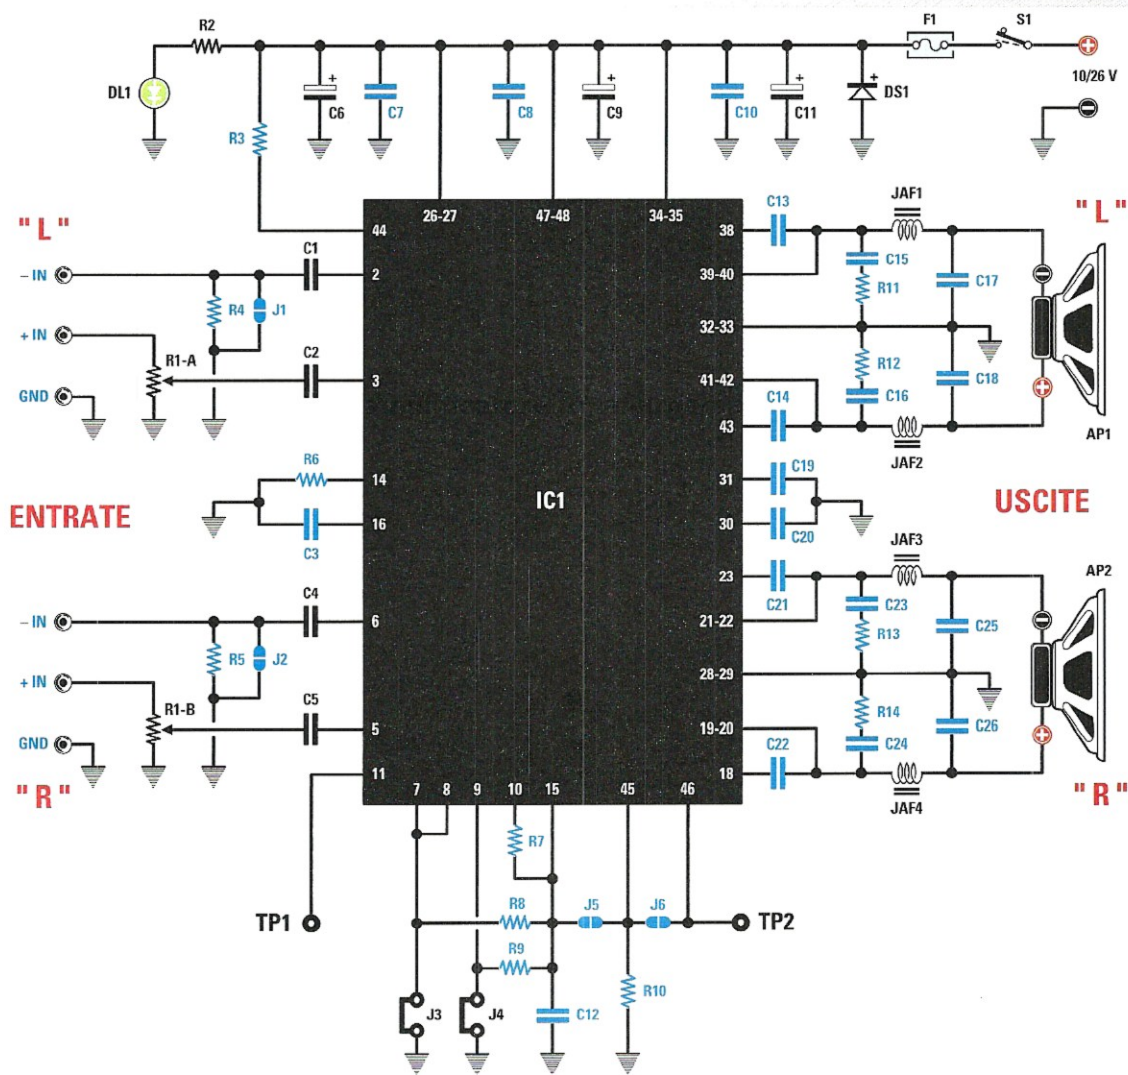 F1
S1
R2
10/26 V
DL1
+
C6
C7
C8
+
C9
C10
+
C11
+
DS1
R3
26-27
47-48
34-35
"L"
44
38
C13
JAF1
"L"
– IN
C1
2
39-40
C15
R11
C17
R4
J1
+ IN
R1-A
C2
3
32-33
R12
C18
GND
41-42
C14
C16
43
JAF2
AP1
R6
14
31
C19
ENTRATE
IC1
USCITE
16
30
C20
C3
JAF3
23
C21
AP2
C4
– IN
6
21-22
C23
R13
C25
R5
J2
+ IN
R1-B
C5
5
28-29
R14
C26
GND
19-20
C22
C24
"R"
11
18
JAF4
"R"
7
8
9
10
15
45
46
R7
TP1
R8
J5
J6
TP2
R9
R10
J3
J4
C12